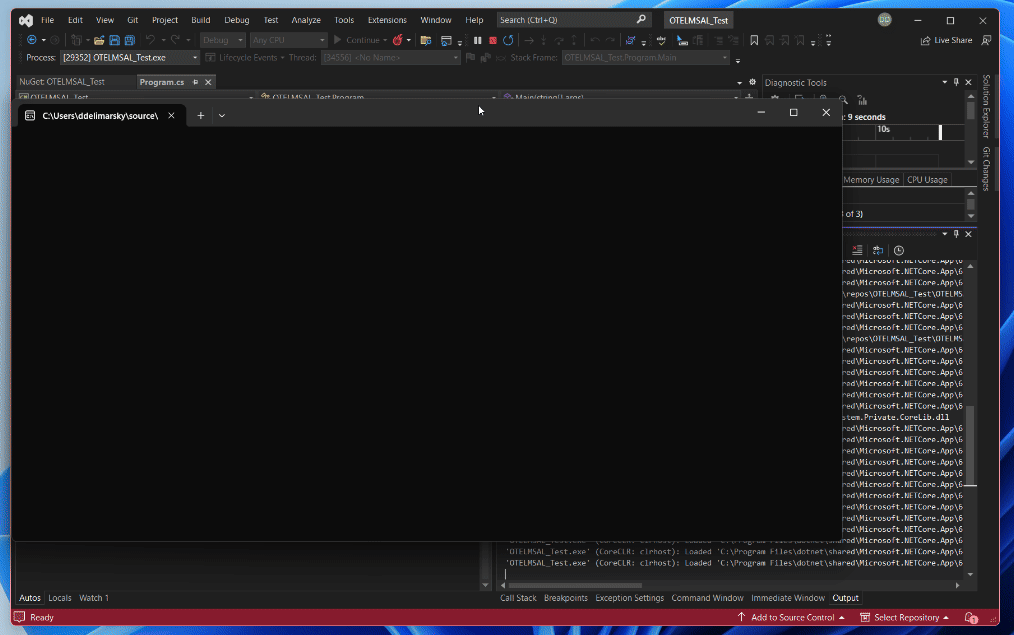 File Edit View Git Project Build Debug Test Analyze Tools Extensions Window Help Search (Ctrl+Q) OTELMSAL_Test DD
Debug Any CPU Continue Live Share
Process: [29352] OTELMSAL_Test.exe Lifecycle Events Thread: [34556] <No Name> Stack Frame: OTELMSAL_Test.Program.Main
NuGet: OTELMSAL_Test Program.cs Diagnostic Tools
OTELMSAL_Test OTELMSAL_Test.Program Main(string[] args)
C:\Users\ddelimarsky\source\
: 9 seconds
10s
Memory Usage CPU Usage
of 3)
Solution Explorer
Git Changes
red\Microsoft.NETCore.App\6
red\Microsoft.NETCore.App\6
red\Microsoft.NETCore.App\6
\repos\OTELMSAL_Test\OTELMS
red\Microsoft.NETCore.App\6
red\Microsoft.NETCore.App\6
red\Microsoft.NETCore.App\6
\repos\OTELMSAL_Test\OTELMS
red\Microsoft.NETCore.App\6
red\Microsoft.NETCore.App\6
red\Microsoft.NETCore.App\6
red\Microsoft.NETCore.App\6
red\Microsoft.NETCore.App\6
red\Microsoft.NETCore.App\6
stem.Private.CoreLib.dll
red\Microsoft.NETCore.App\6
red\Microsoft.NETCore.App\6
red\Microsoft.NETCore.App\6
red\Microsoft.NETCore.App\6
red\Microsoft.NETCore.App\6
red\Microsoft.NETCore.App\6
red\Microsoft.NETCore.App\6
red\Microsoft.NETCore.App\6
red\Microsoft.NETCore.App\6
red\Microsoft.NETCore.App\6
'OTELMSAL_Test.exe' (CoreCLR: clrhost): Loaded 'C:\Program Files\dotnet\shared\Microsoft.NETCore.App\6
'OTELMSAL_Test.exe' (CoreCLR: clrhost): Loaded 'C:\Program Files\dotnet\shared\Microsoft.NETCore.App\6
'OTELMSAL_Test.exe' (CoreCLR: clrhost): Loaded 'C:\Program Files\dotnet\shared\Microsoft.NETCore.App\6
Autos Locals Watch 1 Call Stack Breakpoints Exception Settings Command Window Immediate Window Output
Ready Add to Source Control Select Repository 1